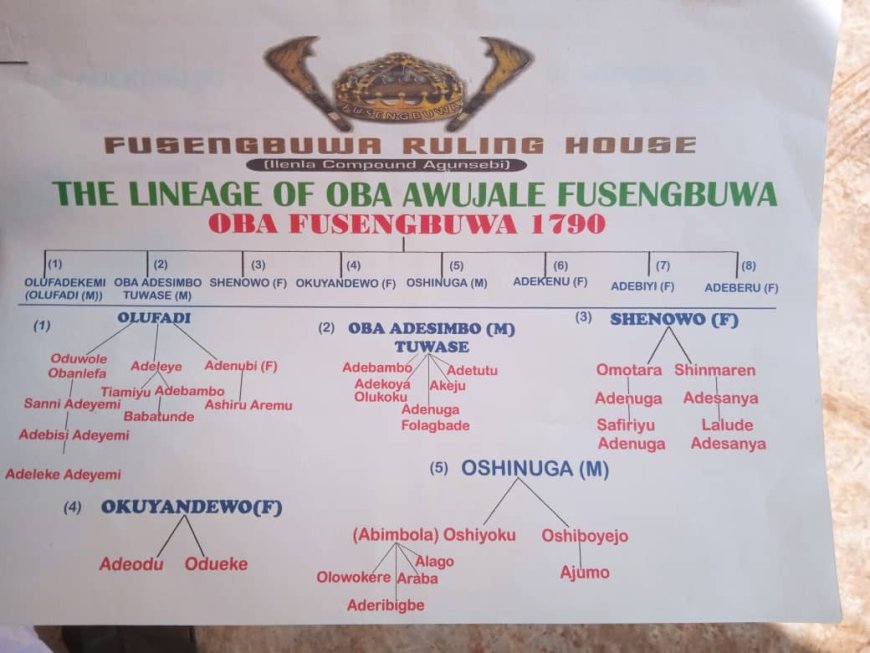 FUSENGBUWA
FUSENGBUWA RULING HOUSE
(Ilenla Compound Agunsebi)
THE LINEAGE OF OBA AWUJALE FUSENGBUWA
OBA FUSENGBUWA 1790
(1) (2) (3) (4) (5) (6) (7) (8)
OLUFADEKEMI OBA ADESIMBO SHENOWO (F) OKUYANDEWO (F) OSHINUGA (M) ADEKENU (F) ADEBIYI (F) ADEBERU (F)
(OLUFADI (M)) TUWASE (M)
(1) OLUFADI
Oduwole Adeleye Adenubi (F)
Obanlefa
Tiamiyu Adebambo
Sanni Adeyemi Babatunde Ashiru Aremu
Adebisi Adeyemi
Adeleke Adeyemi
(2) OBA ADESIMBO (M)
TUWASE
Adebambo Adetutu
Adekoya Akeju
Olukoku
Adenuga
Folagbade
(3) SHENOWO (F)
Omotara Shinmaren
Adenuga Adesanya
Safiriyu Lalude
Adenuga Adesanya
(4) OKUYANDEWO(F)
Adeodu Odueke
(5) OSHINUGA (M)
(Abimbola) Oshiyoku Oshiboyejo
Alago
Olowokere Araba Ajumo
Aderibigbe